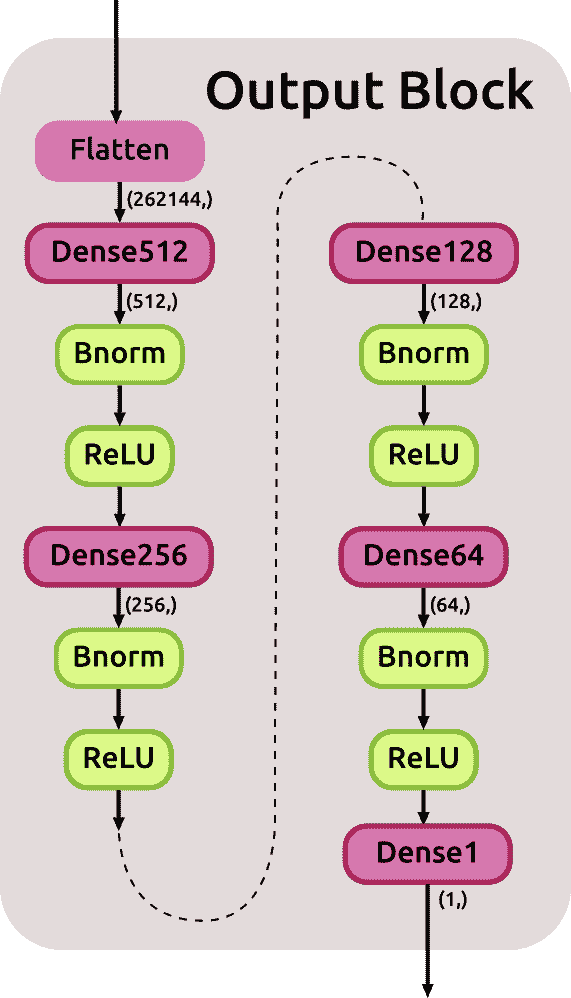 Output Block
Flatten
(262144,)
Dense512
(512,)
Bnorm
ReLU
Dense256
(256,)
Bnorm
ReLU
Dense128
(128,)
Bnorm
ReLU
Dense64
(64,)
Bnorm
ReLU
Dense1
(1,)